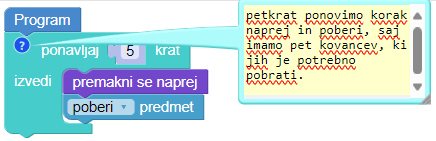 Program
? ponavljaj 5 krat
izvedi premakni se naprej
poberi predmet
petkrat ponovimo korak
naprej in poberi, saj
imamo pet kovancev, ki
jih je potrebno
pobrati.